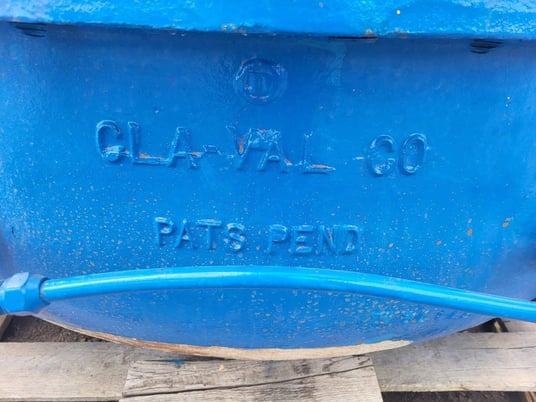 CLA-VAL CO
PATS PEND